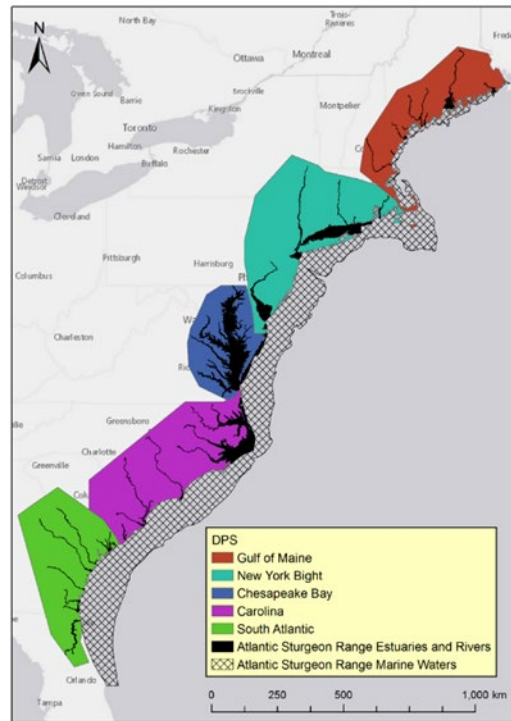 North Bay
Trois-
Rivieres
N
Ottawa
Montreal
Owen Sound
Barrie
Brockville
Kingston
Montpelier
Toronto
Hamilton
Rochester
Sarnia
London
Buffalo
Detroit
Windsor
Cleveland
Pittsburgh
Harrisburg
Columbus
Charleston
Greensboro
Charlotte
Greenville
Orlando
Tampa
DPS
Gulf of Maine
New York Bight
Chesapeake Bay
Carolina
South Atlantic
Atlantic Sturgeon Range Estuaries and Rivers
Atlantic Sturgeon Range Marine Waters
0 250 500 1,000 km